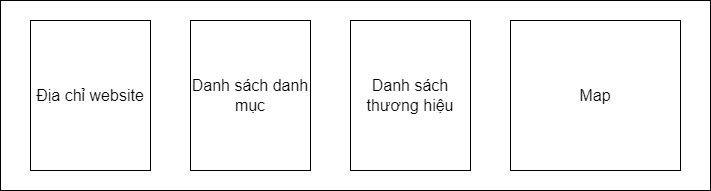 Địa chỉ website
Danh sách danh
mục
Danh sách
thương hiệu
Map